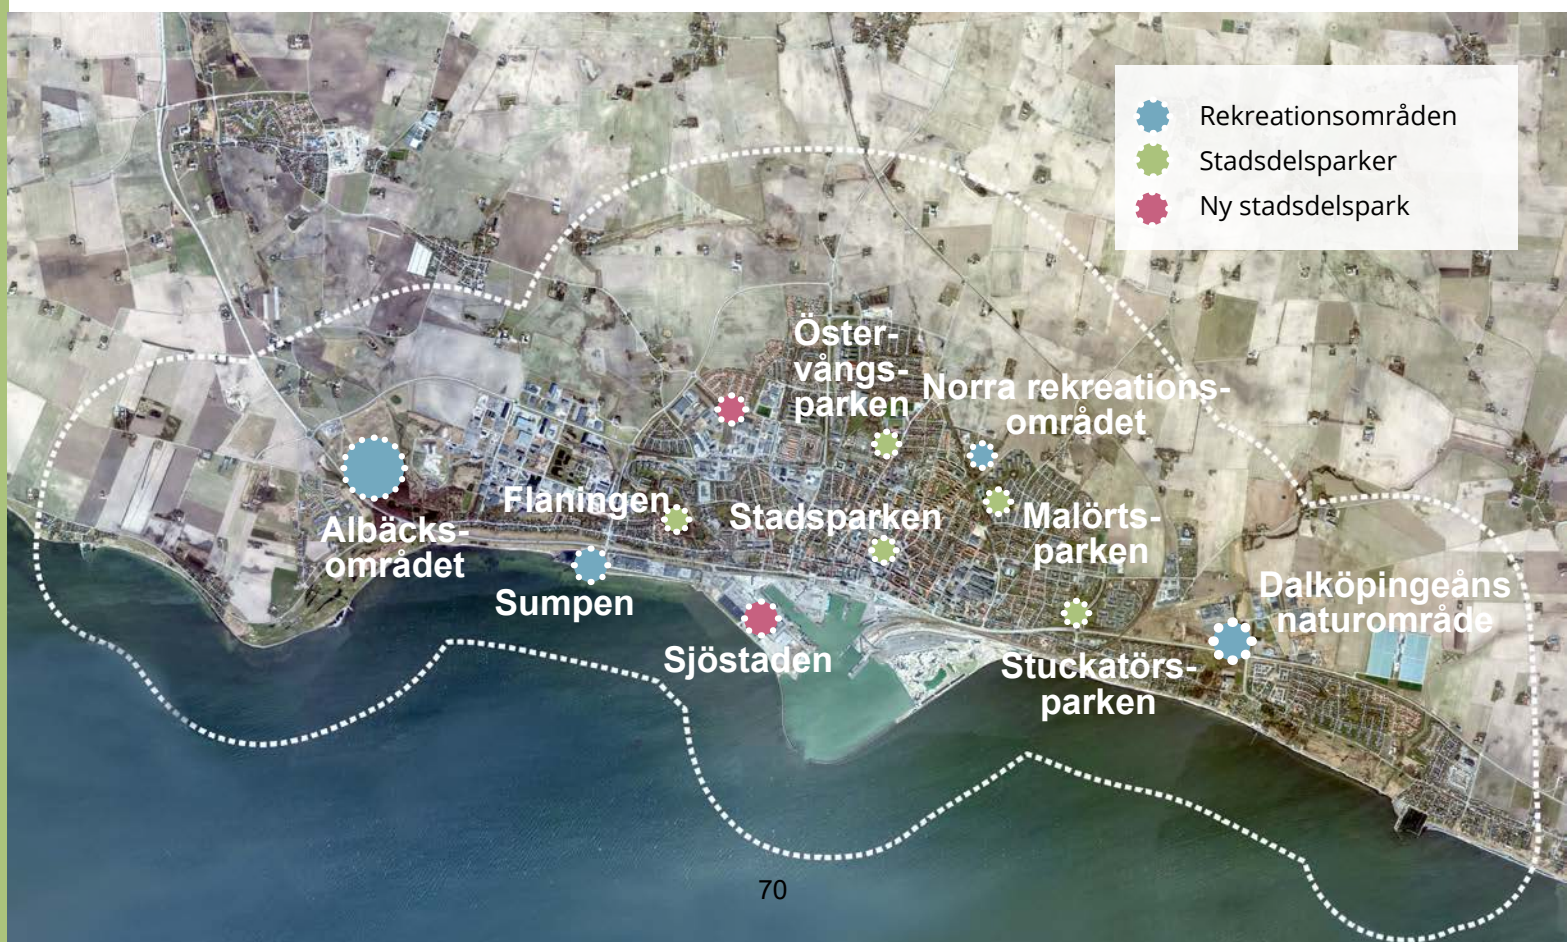 Rekreationsområden
Stadsdelsparker
Ny stadsdelspark
Öster-
vångs-
parken
Norra rekreations-
området
Flaningen
Stadsparken
Malörts-
parken
Albäcks-
området
Sumpen
Sjöstaden
Dalköpingeåns
naturområde
Stuckatörs-
parken
70